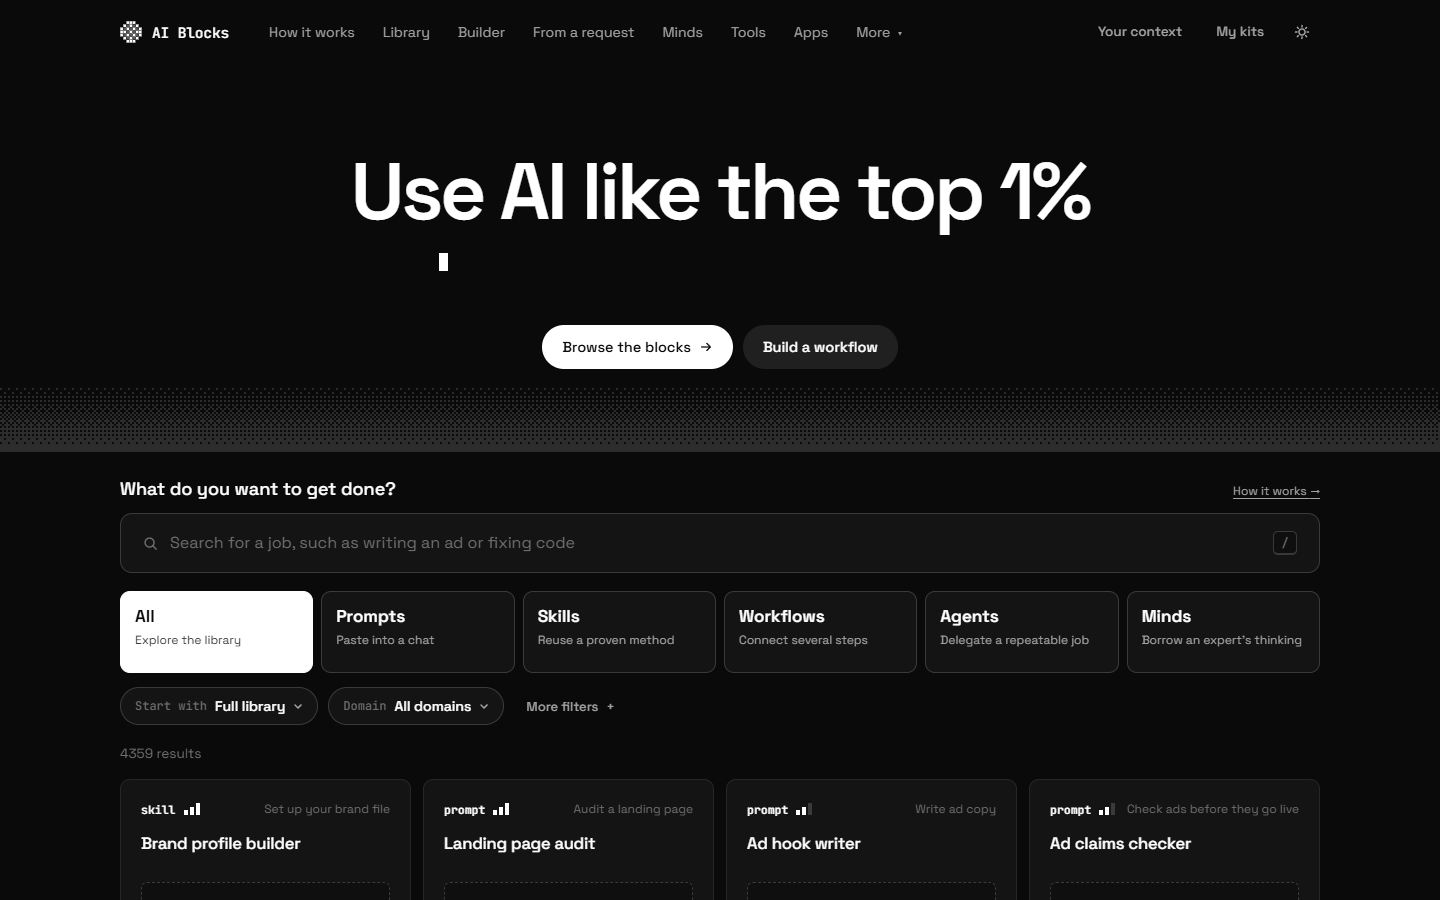 AI Blocks How it works Library Builder From a request Minds Tools Apps More Your context My kits
Use AI like the top 1%
Browse the blocks → Build a workflow
What do you want to get done? How it works →
Search for a job, such as writing an ad or fixing code /
All Prompts Skills Workflows Agents Minds
Explore the library Paste into a chat Reuse a proven method Connect several steps Delegate a repeatable job Borrow an expert's thinking
Start with Full library Domain All domains More filters +
4359 results
skill Set up your brand file prompt Audit a landing page prompt Write ad copy prompt Check ads before they go live
Brand profile builder Landing page audit Ad hook writer Ad claims checker